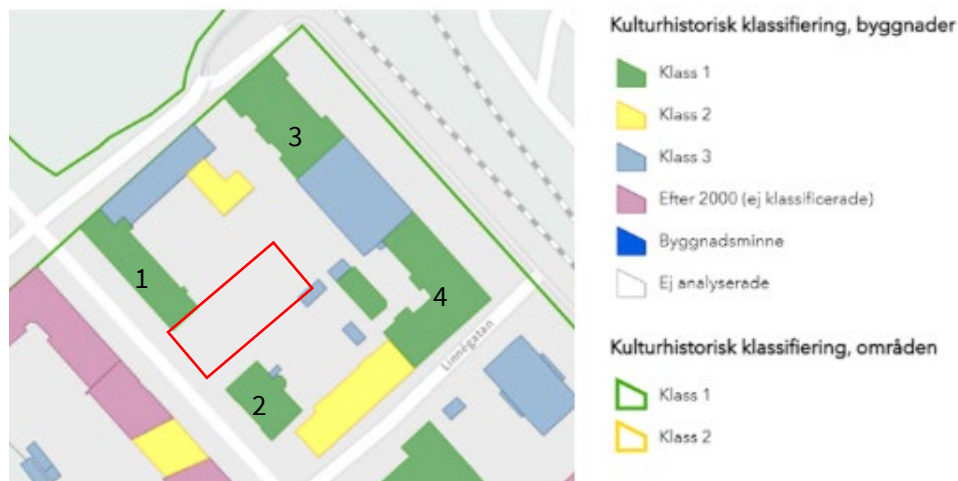 3
1
4
2
Linnégatan
Kulturhistorisk klassifiering, byggnader
Klass 1
Klass 2
Klass 3
Efter 2000 (ej klassificerade)
Byggnadsminne
Ej analyserade
Kulturhistorisk klassifiering, områden
Klass 1
Klass 2